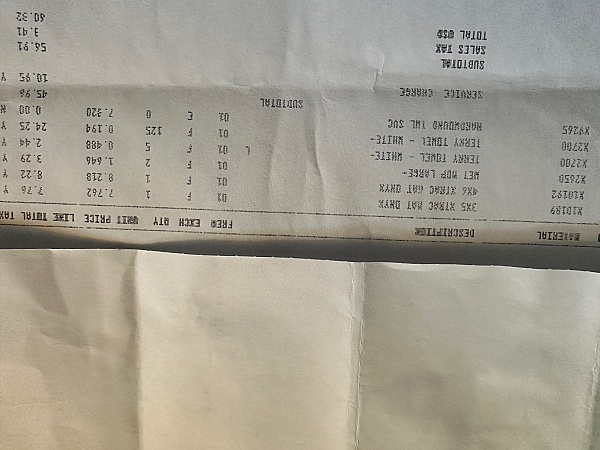 MATERIAL DESCRIPTION FREQ EXCH QTY UNIT PRICE LINE TOTAL TAX
X10189 3X5 XTRAC MAT ONYX 01 F 1 7.762 7.76 Y
X10192 4X6 XTRAC MAT ONYX 01 F 1 8.218 8.22 Y
X2650 WET MOP LARGE- 01 F 2 1.646 3.29 Y
X2700 TERRY TOWEL - WHITE- 01 F 5 0.488 2.44 Y
X2700 TERRY TOWEL - WHITE- L 01 F 125 0.194 24.25 Y
X9265 HARDWOUND TWL SVC 01 E 0 7.320 0.00 N
SUBTOTAL 45.96
SERVICE CHARGE 10.95 Y
SUBTOTAL 56.91
SALES TAX 3.41
TOTAL USD 60.32